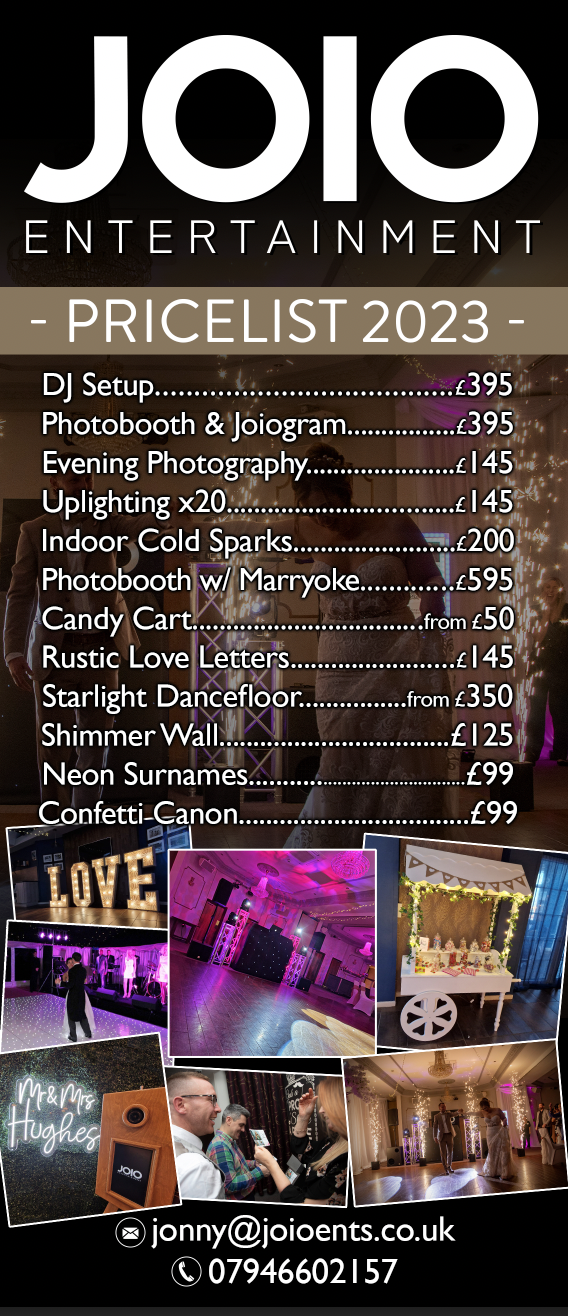 JOIO
ENTERTAINMENT
- PRICELIST 2023 -
DJ Setup....................................£395
Photobooth & Joiogram.................£395
Evening Photography......................£145
Uplighting x20..................................£145
Indoor Cold Sparks........................£200
Photobooth w/ Marryoke.............£595
Candy Cart...................................from £50
Rustic Love Letters.........................£145
Starlight Dancefloor................from £350
Shimmer Wall..................................£125
Neon Surnames...................................£99
Confetti Canon..................................£99
LOVE
Mr & Mrs
Hughes
JOIO
jonny@joioents.co.uk
07946602157